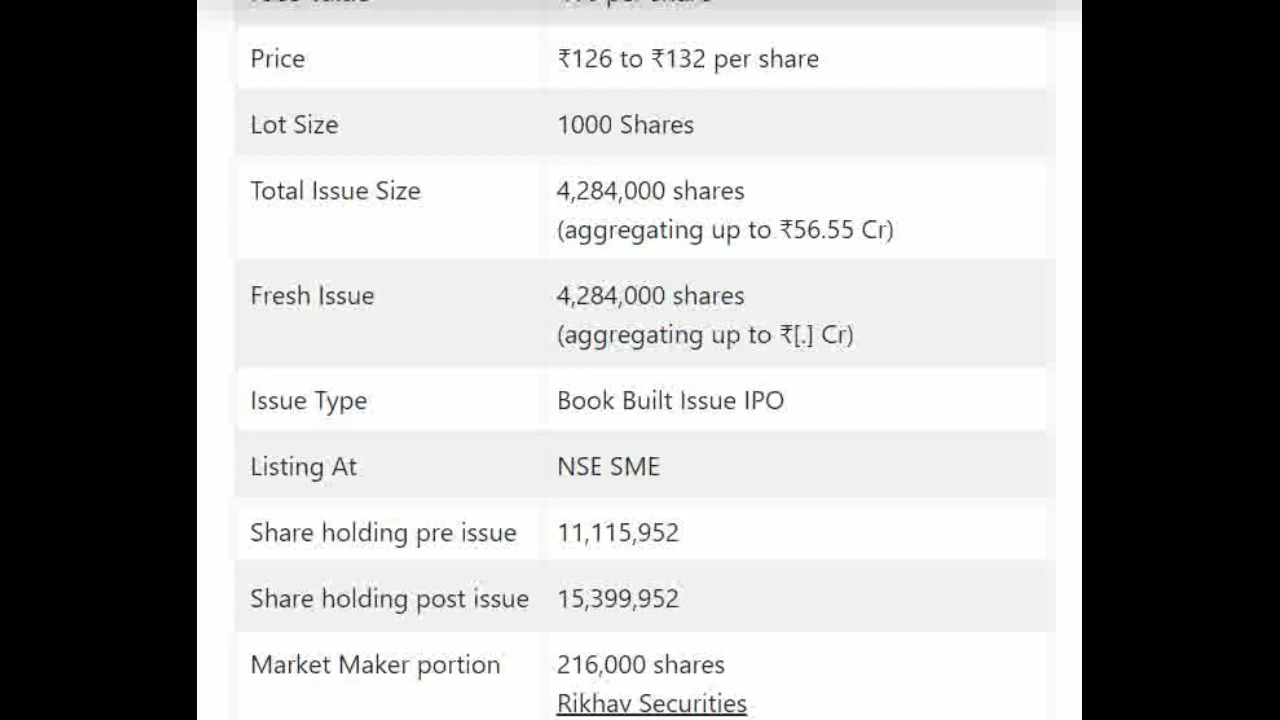 Price ₹126 to ₹132 per share
Lot Size 1000 Shares
Total Issue Size 4,284,000 shares
(aggregating up to ₹56.55 Cr)
Fresh Issue 4,284,000 shares
(aggregating up to ₹[.] Cr)
Issue Type Book Built Issue IPO
Listing At NSE SME
Share holding pre issue 11,115,952
Share holding post issue 15,399,952
Market Maker portion 216,000 shares
Rikhav Securities